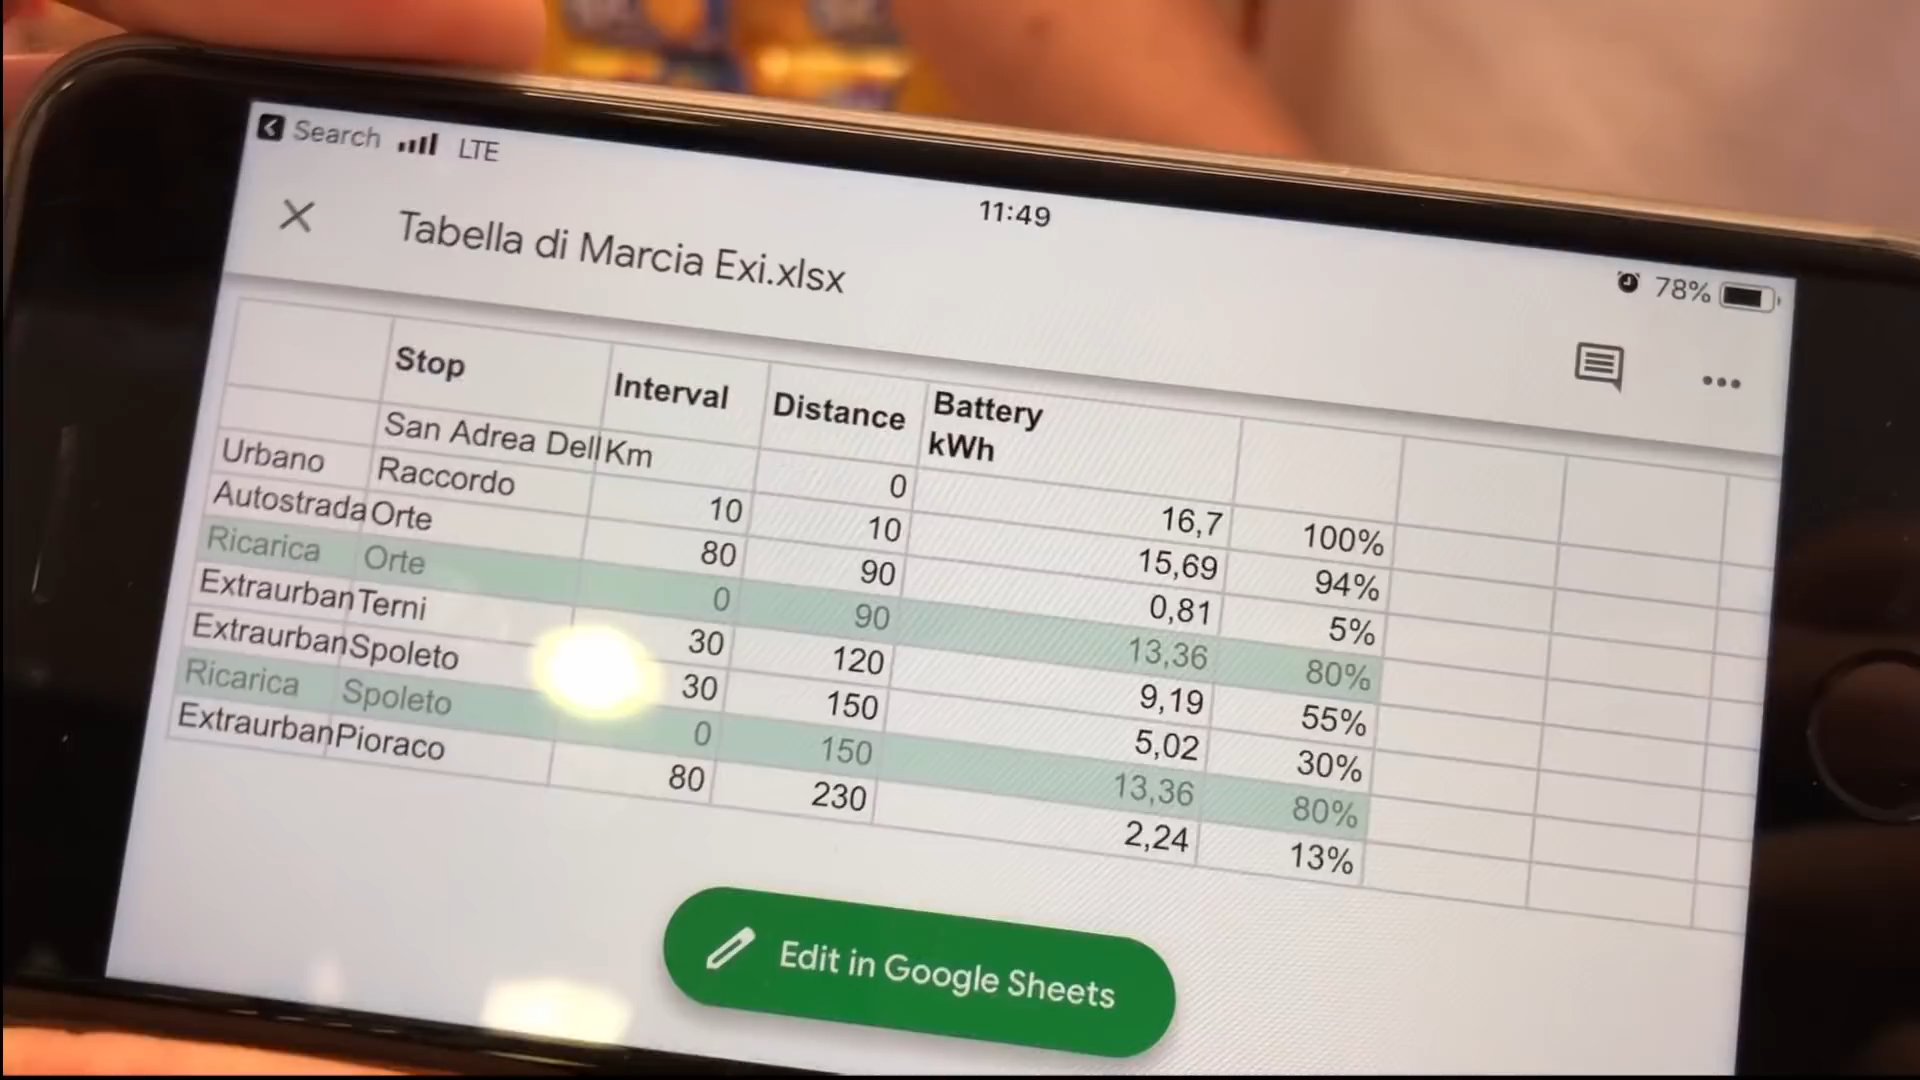 Search LTE
11:49
78%
Tabella di Marcia Exi.xlsx
Stop Interval Distance Battery kWh
San Adrea Dell Km 0 16,7 100%
Urbano Raccordo 10 10 15,69 94%
Autostrada Orte 80 90 0,81 5%
Ricarica Orte 0 90 13,36 80%
Extraurban Terni 30 120 9,19 55%
Extraurban Spoleto 30 150 5,02 30%
Ricarica Spoleto 0 150 13,36 80%
Extraurban Pioraco 80 230 2,24 13%
Edit in Google Sheets